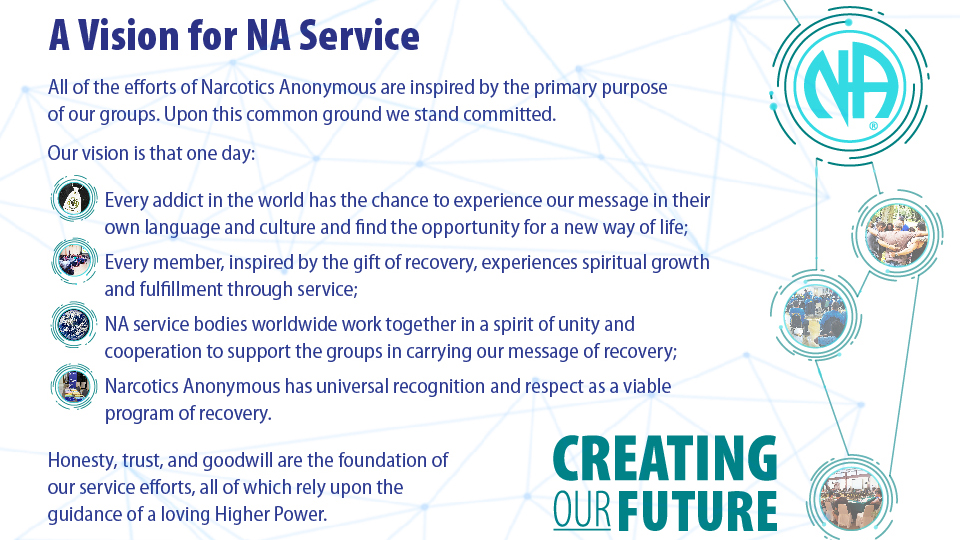 A Vision for NA Service
All of the efforts of Narcotics Anonymous are inspired by the primary purpose
of our groups. Upon this common ground we stand committed.
Our vision is that one day:
Every addict in the world has the chance to experience our message in their
own language and culture and find the opportunity for a new way of life;
Every member, inspired by the gift of recovery, experiences spiritual growth
and fulfillment through service;
NA service bodies worldwide work together in a spirit of unity and
cooperation to support the groups in carrying our message of recovery;
Narcotics Anonymous has universal recognition and respect as a viable
program of recovery.
Honesty, trust, and goodwill are the foundation of
our service efforts, all of which rely upon the
guidance of a loving Higher Power.
CREATING
OUR FUTURE
NA®